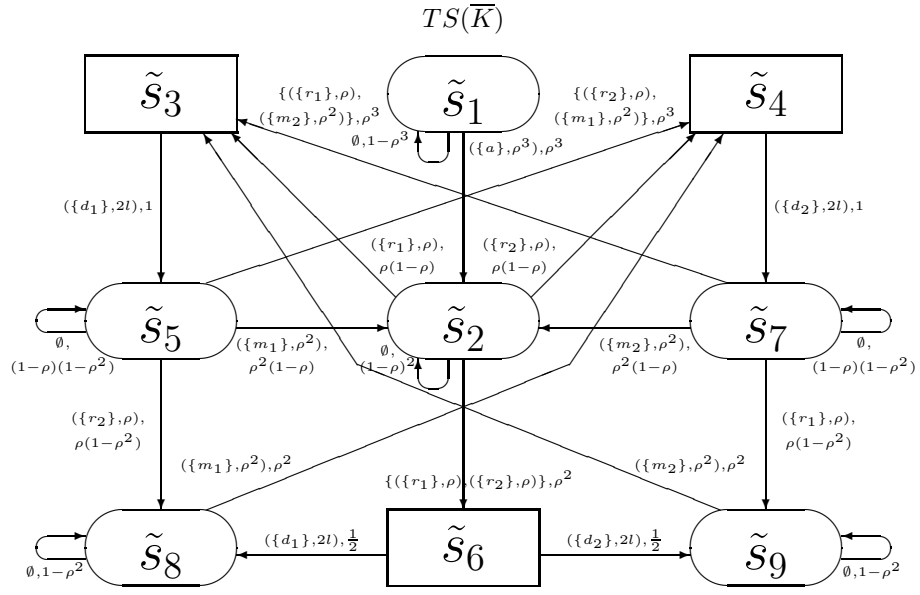 TS(K̅)
s̃₃
s̃₁
s̃₄
{({r₁},ρ),
({m₂},ρ²)},ρ³
{({r₂},ρ),
({m₁},ρ²)},ρ³
∅,1−ρ³
({a},ρ³),ρ³
({d₁},2l),1
({d₂},2l),1
({r₁},ρ),
ρ(1−ρ)
({r₂},ρ),
ρ(1−ρ)
s̃₅
s̃₂
s̃₇
∅,
(1−ρ)(1−ρ²)
({m₁},ρ²),
ρ²(1−ρ)
∅,
(1−ρ)²
({m₂},ρ²),
ρ²(1−ρ)
∅,
(1−ρ)(1−ρ²)
({r₂},ρ),
ρ(1−ρ²)
({r₁},ρ),
ρ(1−ρ²)
({m₁},ρ²),ρ²
{({r₁},ρ),({r₂},ρ)},ρ²
({m₂},ρ²),ρ²
s̃₈
({d₁},2l),½
s̃₆
({d₂},2l),½
s̃₉
∅,1−ρ²
∅,1−ρ²